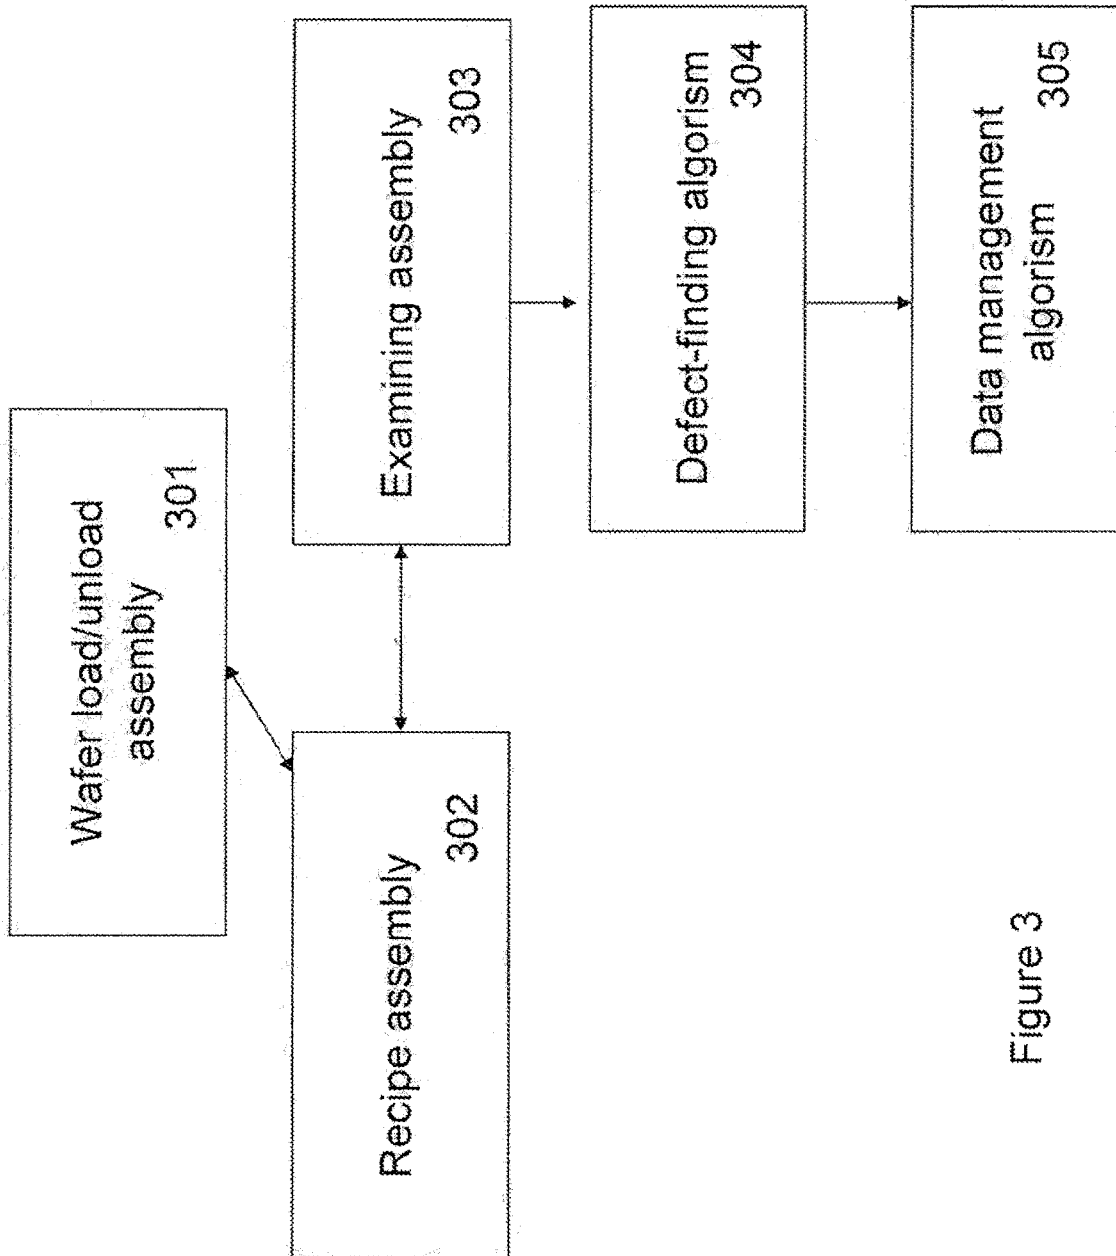 Wafer load/unload
assembly
301
Recipe assembly
302
Examining assembly
303
Defect-finding algorism
304
Data management
algorism
305
Figure 3